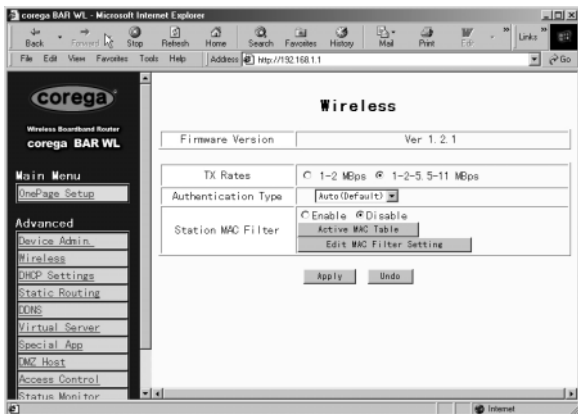 corega BAR WL - Microsoft Internet Explorer
Back Forward Stop Refresh Home Search Favorites History Mail Print Edit » Links »
File Edit View Favorites Tools Help Address http://192.168.1.1 Go
corega
Wireless Boardband Router
corega BAR WL
Main Menu
OnePage Setup
Advanced
Device Admin
Wireless
DHCP Settings
Static Routing
DDNS
Virtual Server
Special App
DMZ Host
Access Control
Status Monitor
Wireless
Firmware Version Ver 1.2.1
TX Rates 1-2 MBps 1-2-5.5-11 MBps
Authentication Type Auto(Default)
Station MAC Filter Enable Disable
Active MAC Table
Edit MAC Filter Setting
Apply Undo
Internet